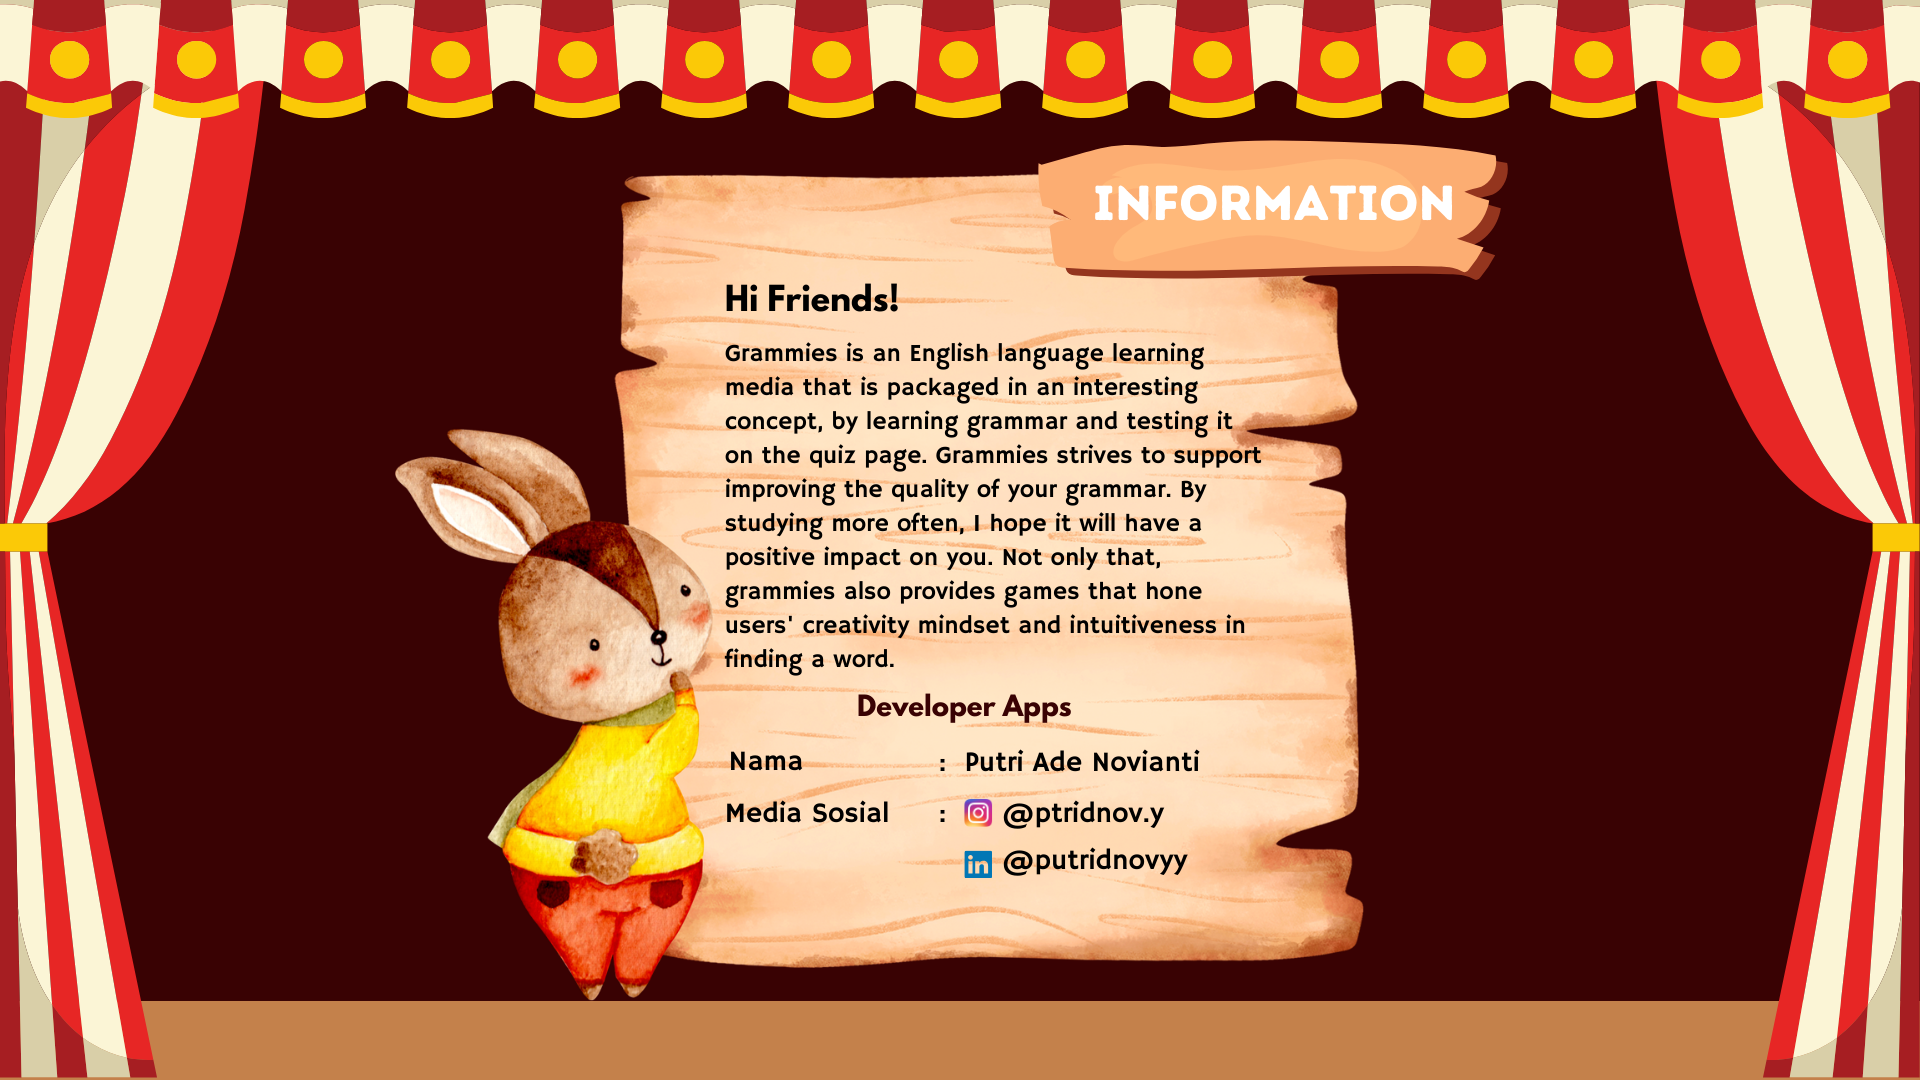 INFORMATION
Hi Friends!
Grammies is an English language learning
media that is packaged in an interesting
concept, by learning grammar and testing it
on the quiz page. Grammies strives to support
improving the quality of your grammar. By
studying more often, I hope it will have a
positive impact on you. Not only that,
grammies also provides games that hone
users' creativity mindset and intuitiveness in
finding a word.
Developer Apps
Nama : Putri Ade Novianti
Media Sosial : @ptridnov.y
in @putridnovyy